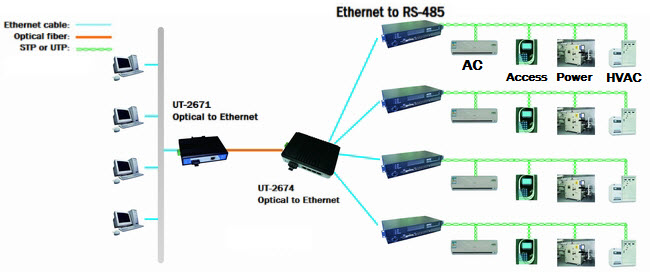 Ethernet to RS-485
Ethernet cable:
Optical fiber:
STP or UTP:
AC
Access
Power
HVAC
UT-2671
Optical to Ethernet
UT-2674
Optical to Ethernet